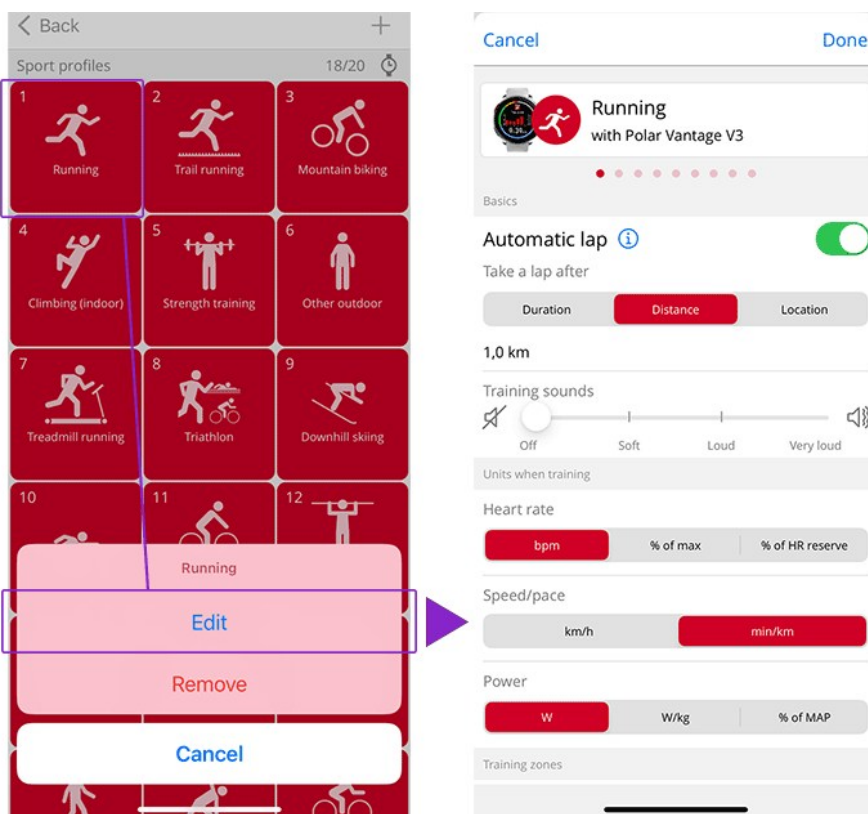 Back
Sport profiles 18/20
1 2 3
Running Trail running Mountain biking
4 5 6
Climbing (indoor) Strength training Other outdoor
7 8 9
Treadmill running Triathlon Downhill skiing
10 11 12
Running
Edit
Remove
Cancel
Cancel Done
Running
with Polar Vantage V3
Basics
Automatic lap
Take a lap after
Duration Distance Location
1,0 km
Training sounds
Off Soft Loud Very loud
Units when training
Heart rate
bpm % of max % of HR reserve
Speed/pace
km/h min/km
Power
W W/kg % of MAP
Training zones